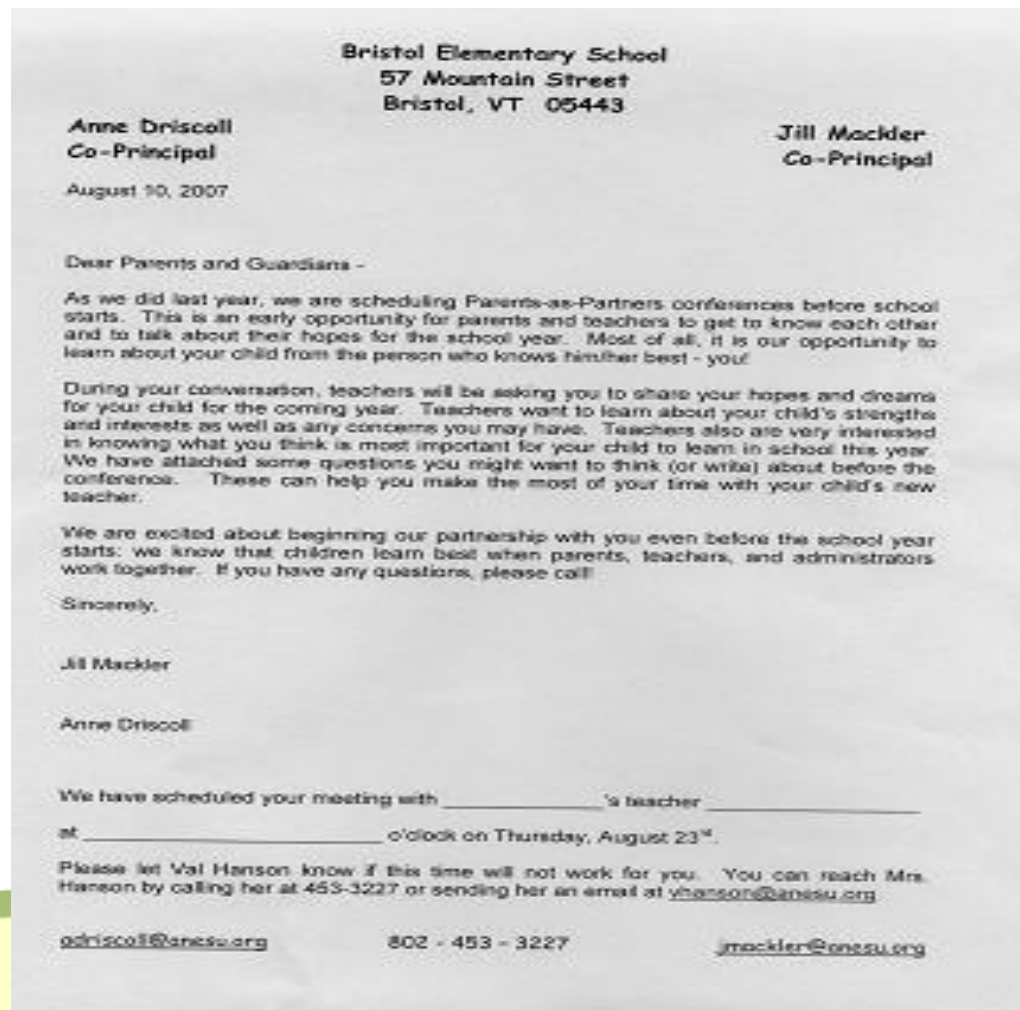 Bristol Elementary School
57 Mountain Street
Bristol, VT 05443
Anne Driscoll
Co-Principal
Jill Mackler
Co-Principal
August 10, 2007
Dear Parents and Guardians -
As we did last year, we are scheduling Parents-as-Partners conferences before school
starts. This is an early opportunity for parents and teachers to get to know each other
and to talk about their hopes for the school year. Most of all, it is our opportunity to
learn about your child from the person who knows him/her best - you!
During your conversation, teachers will be asking you to share your hopes and dreams
for your child for the coming year. Teachers want to learn about your child's strengths
and interests as well as any concerns you may have. Teachers also are very interested
in knowing what you think is most important for your child to learn in school this year.
We have attached some questions you might want to think (or write) about before the
conference. These can help you make the most of your time with your child's new
teacher.
We are excited about beginning our partnership with you even before the school year
starts: we know that children learn best when parents, teachers, and administrators
work together. If you have any questions, please call!
Sincerely,
Jill Mackler
Anne Driscoll
We have scheduled your meeting with ____________'s teacher ________________
at ______________________ o'clock on Thursday, August 23rd.
Please let Val Hanson know if this time will not work for you. You can reach Mrs.
Hanson by calling her at 453-3227 or sending her an email at vhanson@anesu.org
adriscoll@anesu.org 802 - 453 - 3227 jmackler@anesu.org